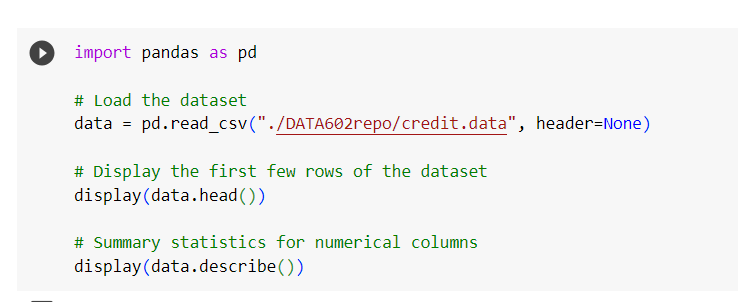 import pandas as pd
# Load the dataset
data = pd.read_csv("./DATA602repo/credit.data", header=None)
# Display the first few rows of the dataset
display(data.head())
# Summary statistics for numerical columns
display(data.describe())